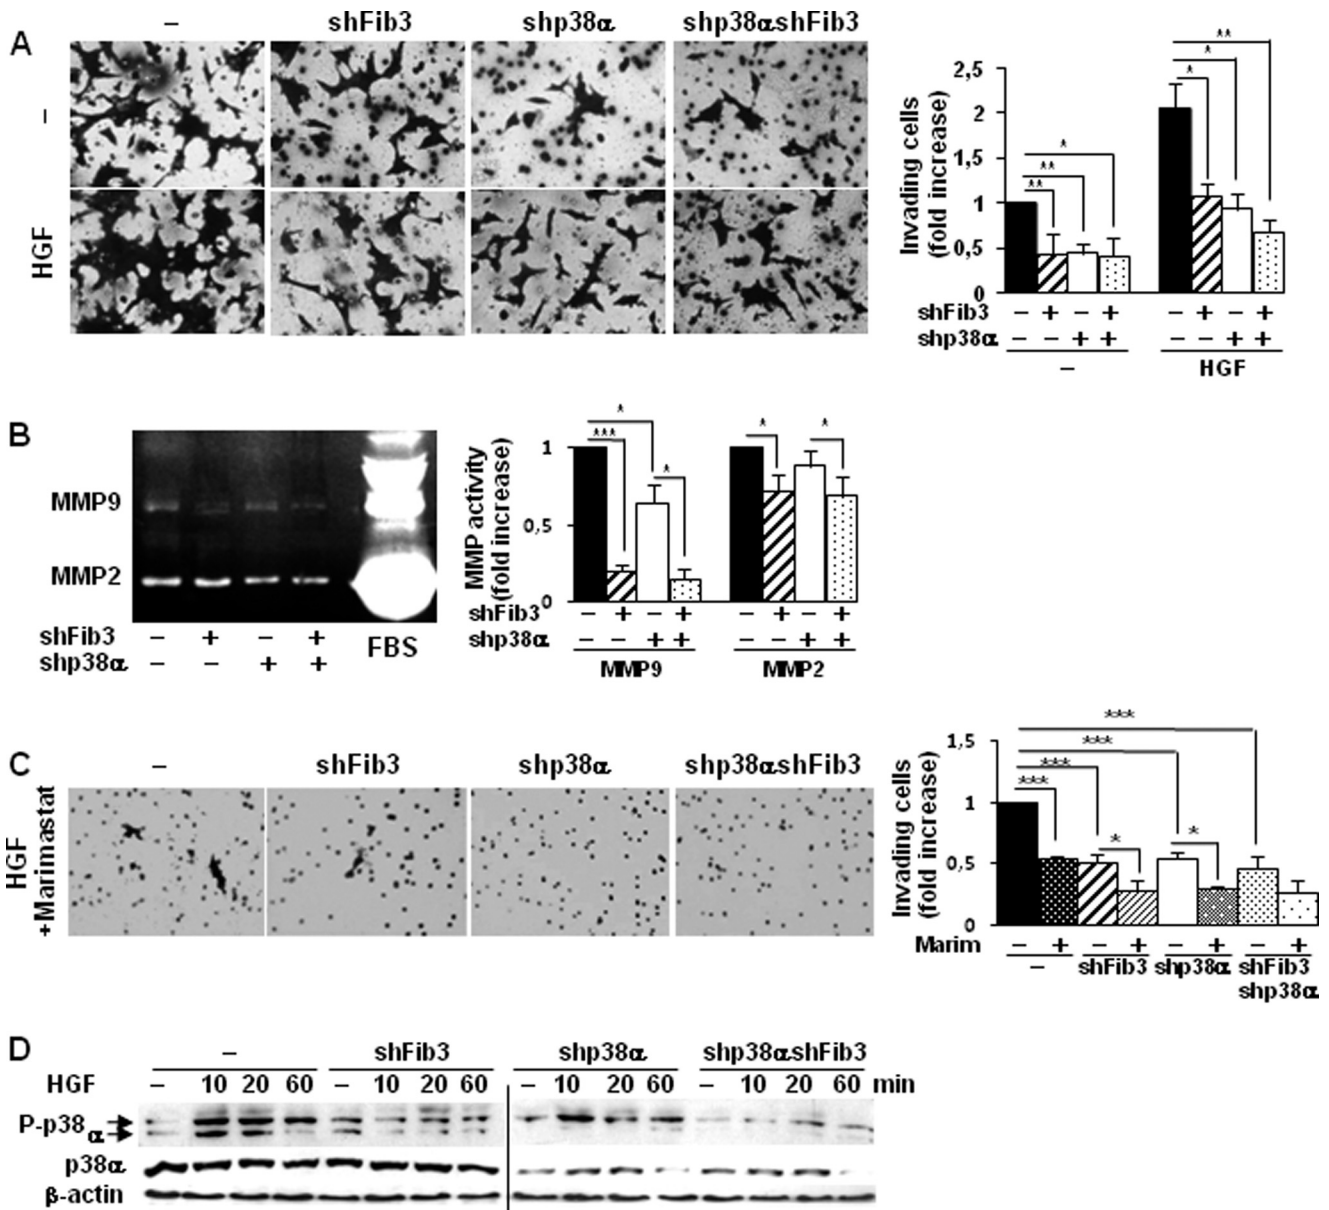 A
– shFib3 shp38α shp38αshFib3
–
HGF
Invading cells
(fold increase)
2,5
2
1,5
1
0,5
0
** * *
* ** **
shFib3 – + – + – + – +
shp38α – – + + – – + +
– HGF
B
MMP9
MMP2
shFib3 – + – +
shp38α – – + +
FBS
MMP activity
(fold increase)
1
0,5
0
* *** * * *
shFib3 – + – + – + – +
shp38α – – + + – – + +
MMP9 MMP2
C
– shFib3 shp38α shp38αshFib3
HGF
+Marimastat
Invading cells
(fold increase)
1,5
1
0,5
0
***
***
***
***
* *
Marim – + – + – + – +
– shFib3 shp38α shFib3
shp38α
D
– shFib3 shp38α shp38αshFib3
HGF – 10 20 60 – 10 20 60 – 10 20 60 – 10 20 60 min
P-p38
α
p38α
β-actin